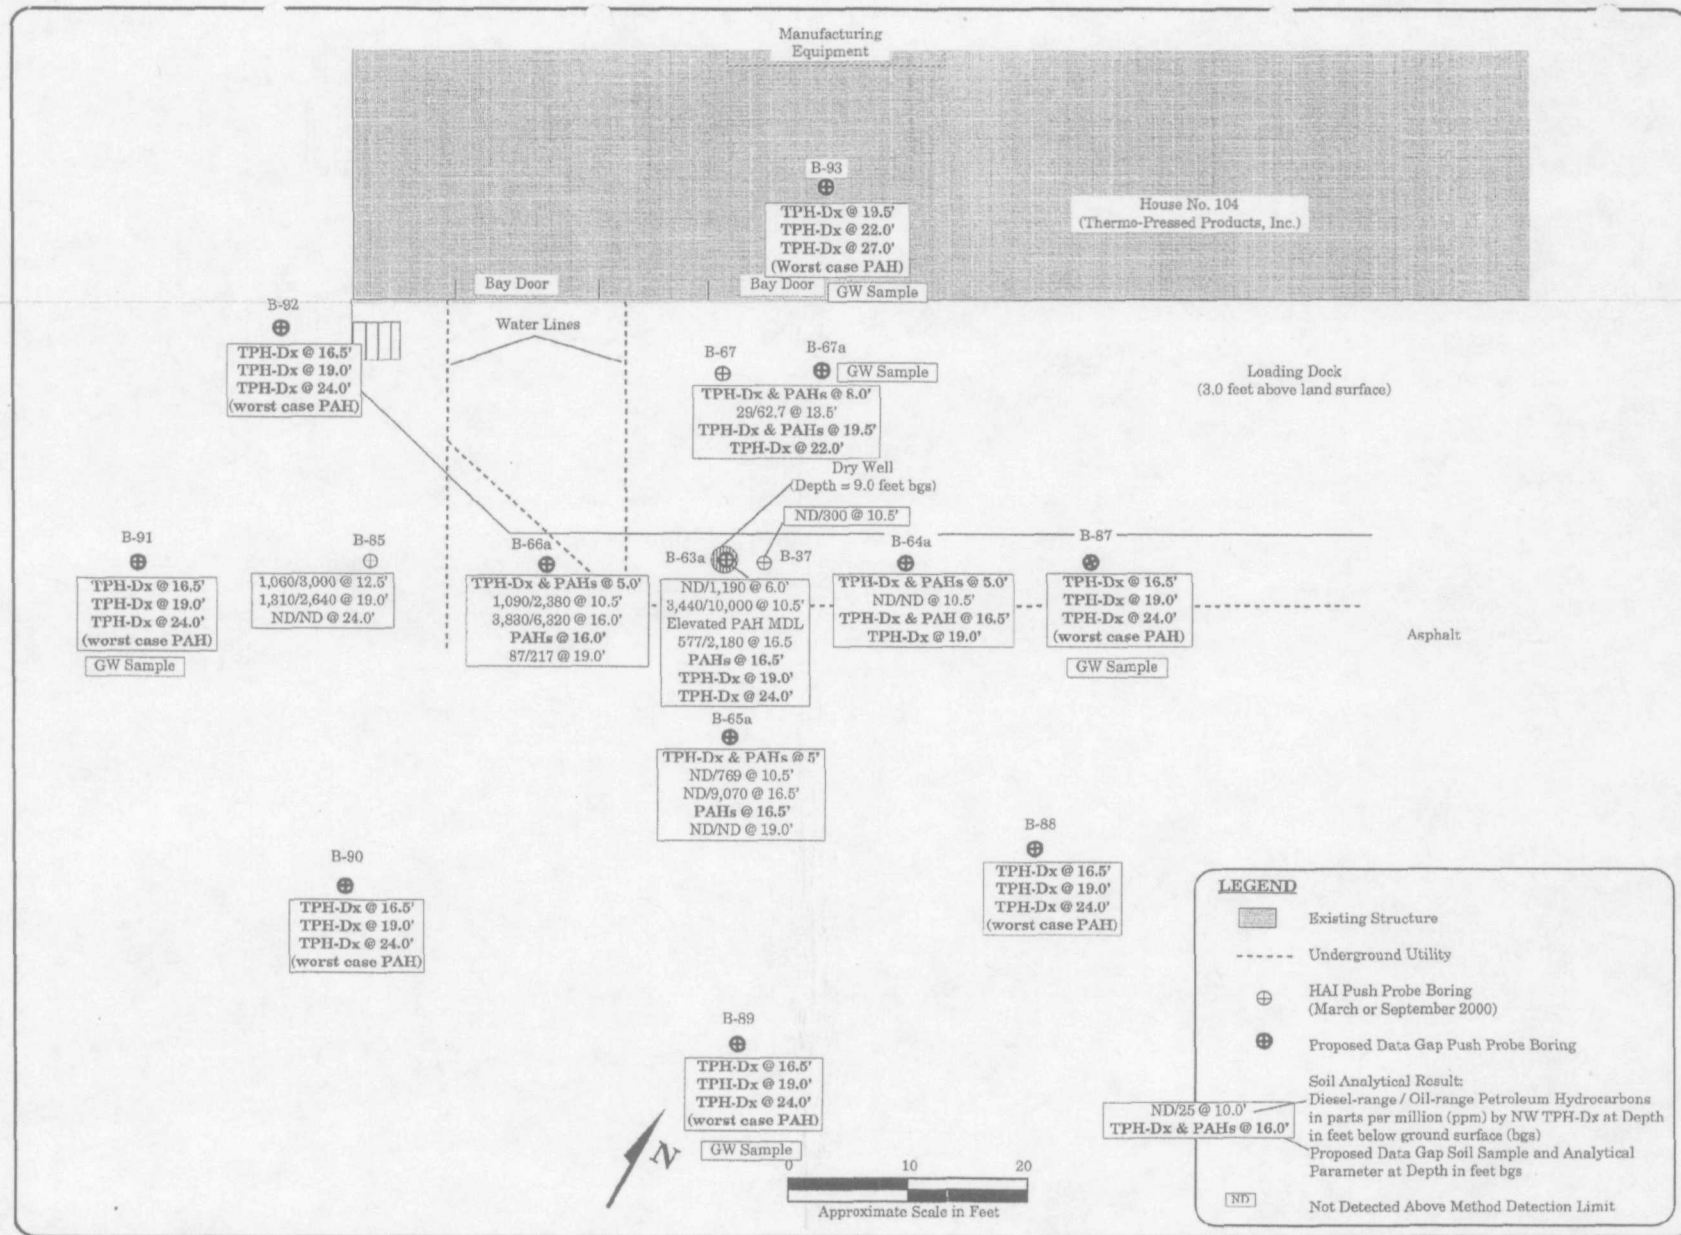 Manufacturing
Equipment
B-93
TPH-Dx @ 19.5'
TPH-Dx @ 22.0'
TPH-Dx @ 27.0'
(Worst case PAH)
GW Sample
House No. 104
(Thermo-Pressed Products, Inc.)
Bay Door
Bay Door
B-92
TPH-Dx @ 16.5'
TPH-Dx @ 19.0'
TPH-Dx @ 24.0'
(worst case PAH)
Water Lines
B-67
B-67a
GW Sample
TPH-Dx & PAHs @ 8.0'
29/62.7 @ 13.5'
TPH-Dx & PAHs @ 19.5'
TPH-Dx @ 22.0'
Loading Dock
(3.0 feet above land surface)
Dry Well
(Depth = 9.0 feet bgs)
ND/300 @ 10.5'
B-91
TPH-Dx @ 16.5'
TPH-Dx @ 19.0'
TPH-Dx @ 24.0'
(worst case PAH)
GW Sample
B-85
1,060/3,000 @ 12.5'
1,310/2,640 @ 19.0'
ND/ND @ 24.0'
B-66a
TPH-Dx & PAHs @ 5.0'
1,090/2,380 @ 10.5'
3,830/6,320 @ 16.0'
PAHs @ 16.0'
87/217 @ 19.0'
B-63a
B-37
ND/1,190 @ 6.0'
3,440/10,000 @ 10.5'
Elevated PAH MDL
577/2,180 @ 16.5
PAHs @ 16.5'
TPH-Dx @ 19.0'
TPH-Dx @ 24.0'
B-64a
TPH-Dx & PAHs @ 5.0'
ND/ND @ 10.5'
TPH-Dx & PAH @ 16.5'
TPH-Dx @ 19.0'
B-87
TPH-Dx @ 16.5'
TPH-Dx @ 19.0'
TPH-Dx @ 24.0'
(worst case PAH)
GW Sample
Asphalt
B-65a
TPH-Dx & PAHs @ 5'
ND/769 @ 10.5'
ND/9,070 @ 16.5'
PAHs @ 16.5'
ND/ND @ 19.0'
B-88
TPH-Dx @ 16.5'
TPH-Dx @ 19.0'
TPH-Dx @ 24.0'
(worst case PAH)
B-90
TPH-Dx @ 16.5'
TPH-Dx @ 19.0'
TPH-Dx @ 24.0'
(worst case PAH)
B-89
TPH-Dx @ 16.5'
TPH-Dx @ 19.0'
TPH-Dx @ 24.0'
(worst case PAH)
GW Sample
N
0 10 20
Approximate Scale in Feet
LEGEND
Existing Structure
Underground Utility
HAI Push Probe Boring
(March or September 2000)
Proposed Data Gap Push Probe Boring
ND/25 @ 10.0'
TPH-Dx & PAHs @ 16.0'
Soil Analytical Result:
Diesel-range / Oil-range Petroleum Hydrocarbons
in parts per million (ppm) by NW TPH-Dx at Depth
in feet below ground surface (bgs)
Proposed Data Gap Soil Sample and Analytical
Parameter at Depth in feet bgs
ND
Not Detected Above Method Detection Limit